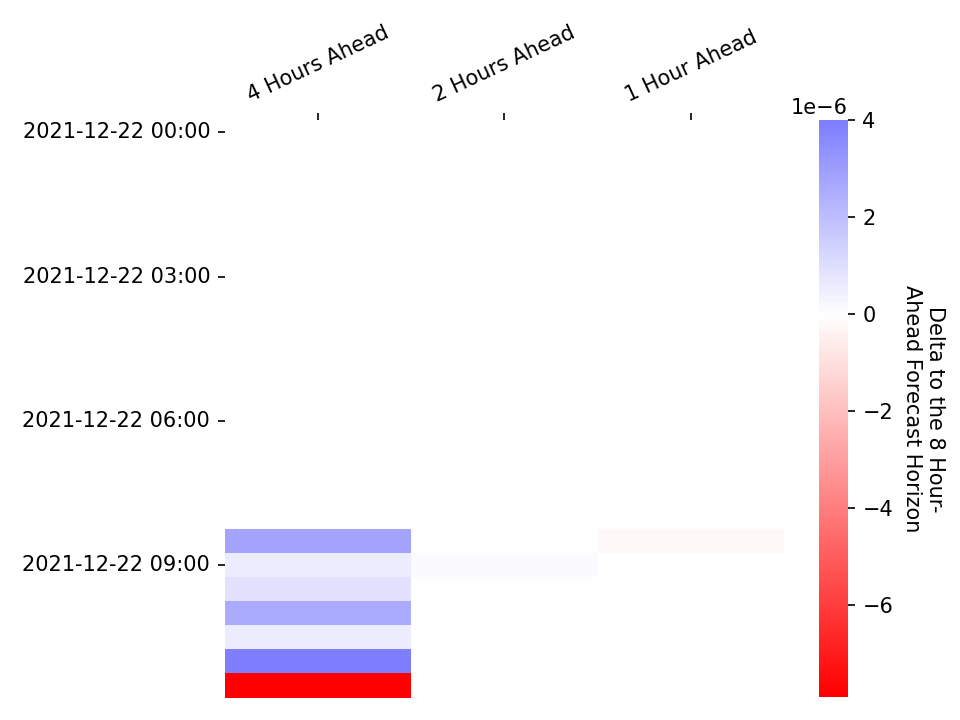 4 Hours Ahead
2 Hours Ahead
1 Hour Ahead
1e−6
2021-12-22 00:00
2021-12-22 03:00
2021-12-22 06:00
2021-12-22 09:00
4
2
0
−2
−4
−6
Delta to the 8 Hour-
Ahead Forecast Horizon